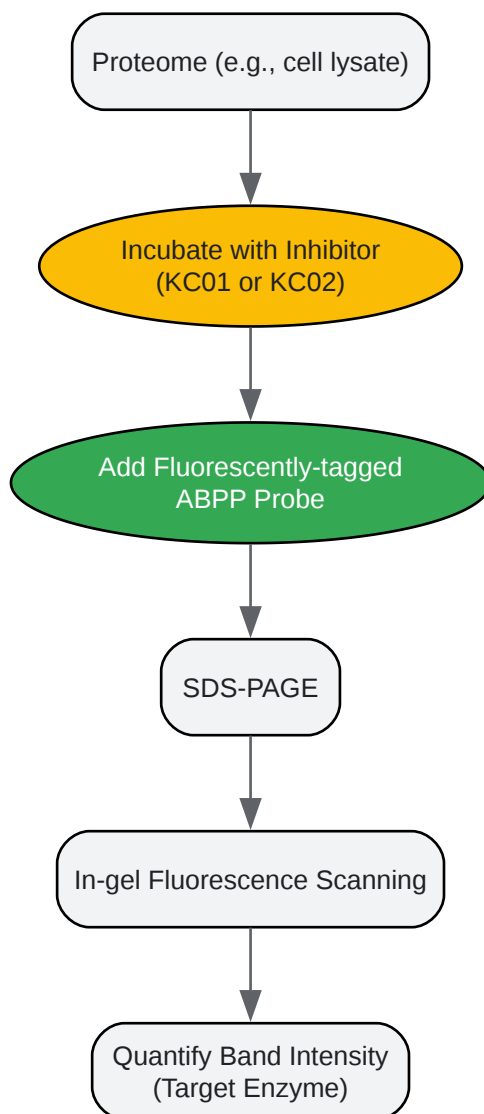 Proteome (e.g., cell lysate)
Incubate with Inhibitor
(KC01 or KC02)
Add Fluorescently-tagged
ABPP Probe
SDS-PAGE
In-gel Fluorescence Scanning
Quantify Band Intensity
(Target Enzyme)